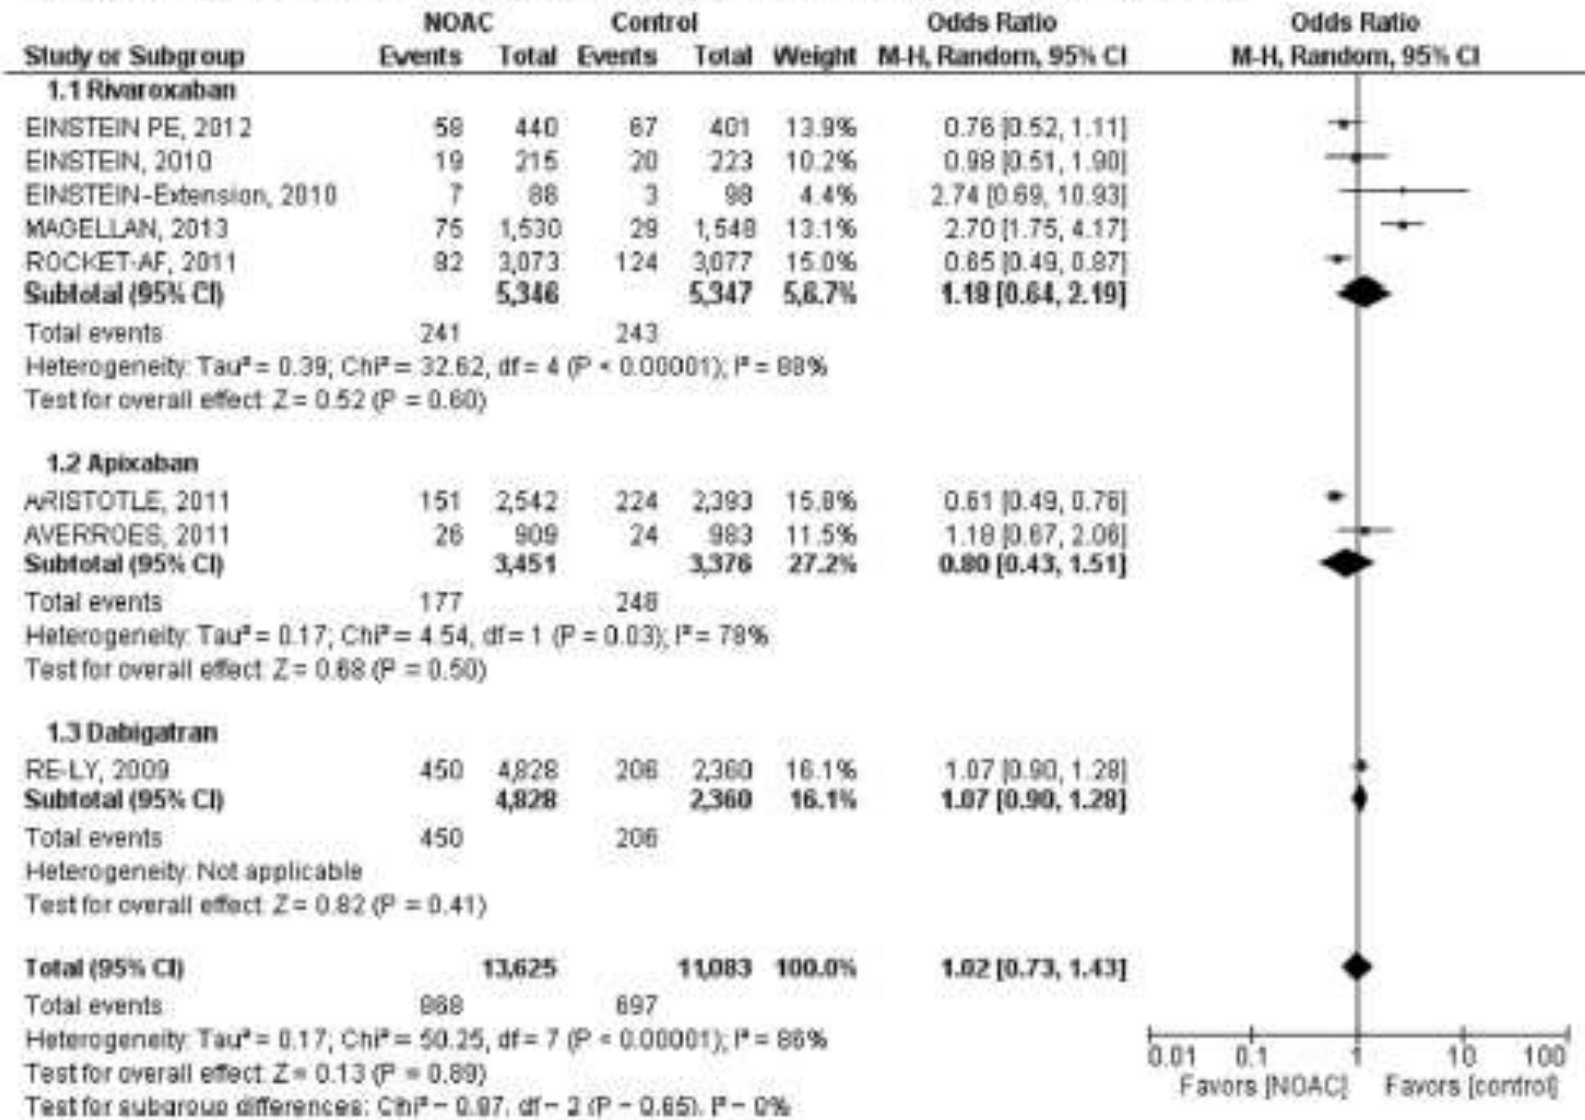 NOAC Control Odds Ratio Odds Ratio
Study or Subgroup Events Total Events Total Weight M-H, Random, 95% CI M-H, Random, 95% CI
1.1 Rivaroxaban
EINSTEIN PE, 2012 58 440 67 401 13.9% 0.76 [0.52, 1.11]
EINSTEIN, 2010 19 215 20 223 10.2% 0.98 [0.51, 1.90]
EINSTEIN-Extension, 2010 7 88 3 98 4.4% 2.74 [0.69, 10.93]
MAGELLAN, 2013 75 1,530 29 1,548 13.1% 2.70 [1.75, 4.17]
ROCKET-AF, 2011 82 3,073 124 3,077 15.0% 0.65 [0.49, 0.87]
Subtotal (95% CI) 5,346 5,347 5,6.7% 1.18 [0.64, 2.19]
Total events 241 243
Heterogeneity: Tau² = 0.39; Chi² = 32.62, df = 4 (P < 0.00001); I² = 88%
Test for overall effect: Z = 0.52 (P = 0.60)
1.2 Apixaban
ARISTOTLE, 2011 151 2,542 224 2,393 15.8% 0.61 [0.49, 0.76]
AVERROES, 2011 26 909 24 983 11.5% 1.18 [0.67, 2.06]
Subtotal (95% CI) 3,451 3,376 27.2% 0.80 [0.43, 1.51]
Total events 177 248
Heterogeneity: Tau² = 0.17; Chi² = 4.54, df = 1 (P = 0.03); I² = 78%
Test for overall effect: Z = 0.68 (P = 0.50)
1.3 Dabigatran
RE-LY, 2009 450 4,828 206 2,360 16.1% 1.07 [0.90, 1.28]
Subtotal (95% CI) 4,828 2,360 16.1% 1.07 [0.90, 1.28]
Total events 450 206
Heterogeneity: Not applicable
Test for overall effect: Z = 0.82 (P = 0.41)
Total (95% CI) 13,625 11,083 100.0% 1.02 [0.73, 1.43]
Total events 868 697
Heterogeneity: Tau² = 0.17; Chi² = 50.25, df = 7 (P < 0.00001); I² = 86%
Test for overall effect: Z = 0.13 (P = 0.89)
Test for subgroup differences: Chi² = 0.87, df = 2 (P = 0.65), I² = 0%
0.01 0.1 1 10 100
Favors [NOAC] Favors [control]